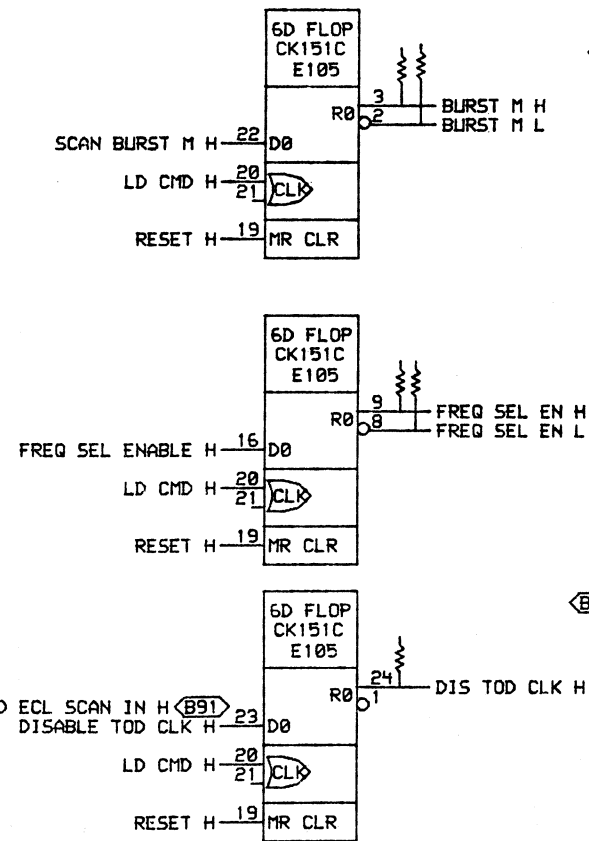 6D FLOP
CK151C
E105
R0
3 BURST M H
2 BURST M L
SCAN BURST M H 22 D0
LD CMD H 20
21 CLK
RESET H 19 MR CLR
6D FLOP
CK151C
E105
R0
9 FREQ SEL EN H
8 FREQ SEL EN L
FREQ SEL ENABLE H 16 D0
LD CMD H 20
21 CLK
RESET H 19 MR CLR
6D FLOP
CK151C
E105
R0
24 DIS TOD CLK H
1
ECL SCAN IN H B91
DISABLE TOD CLK H 23 D0
LD CMD H 20
21 CLK
RESET H 19 MR CLR